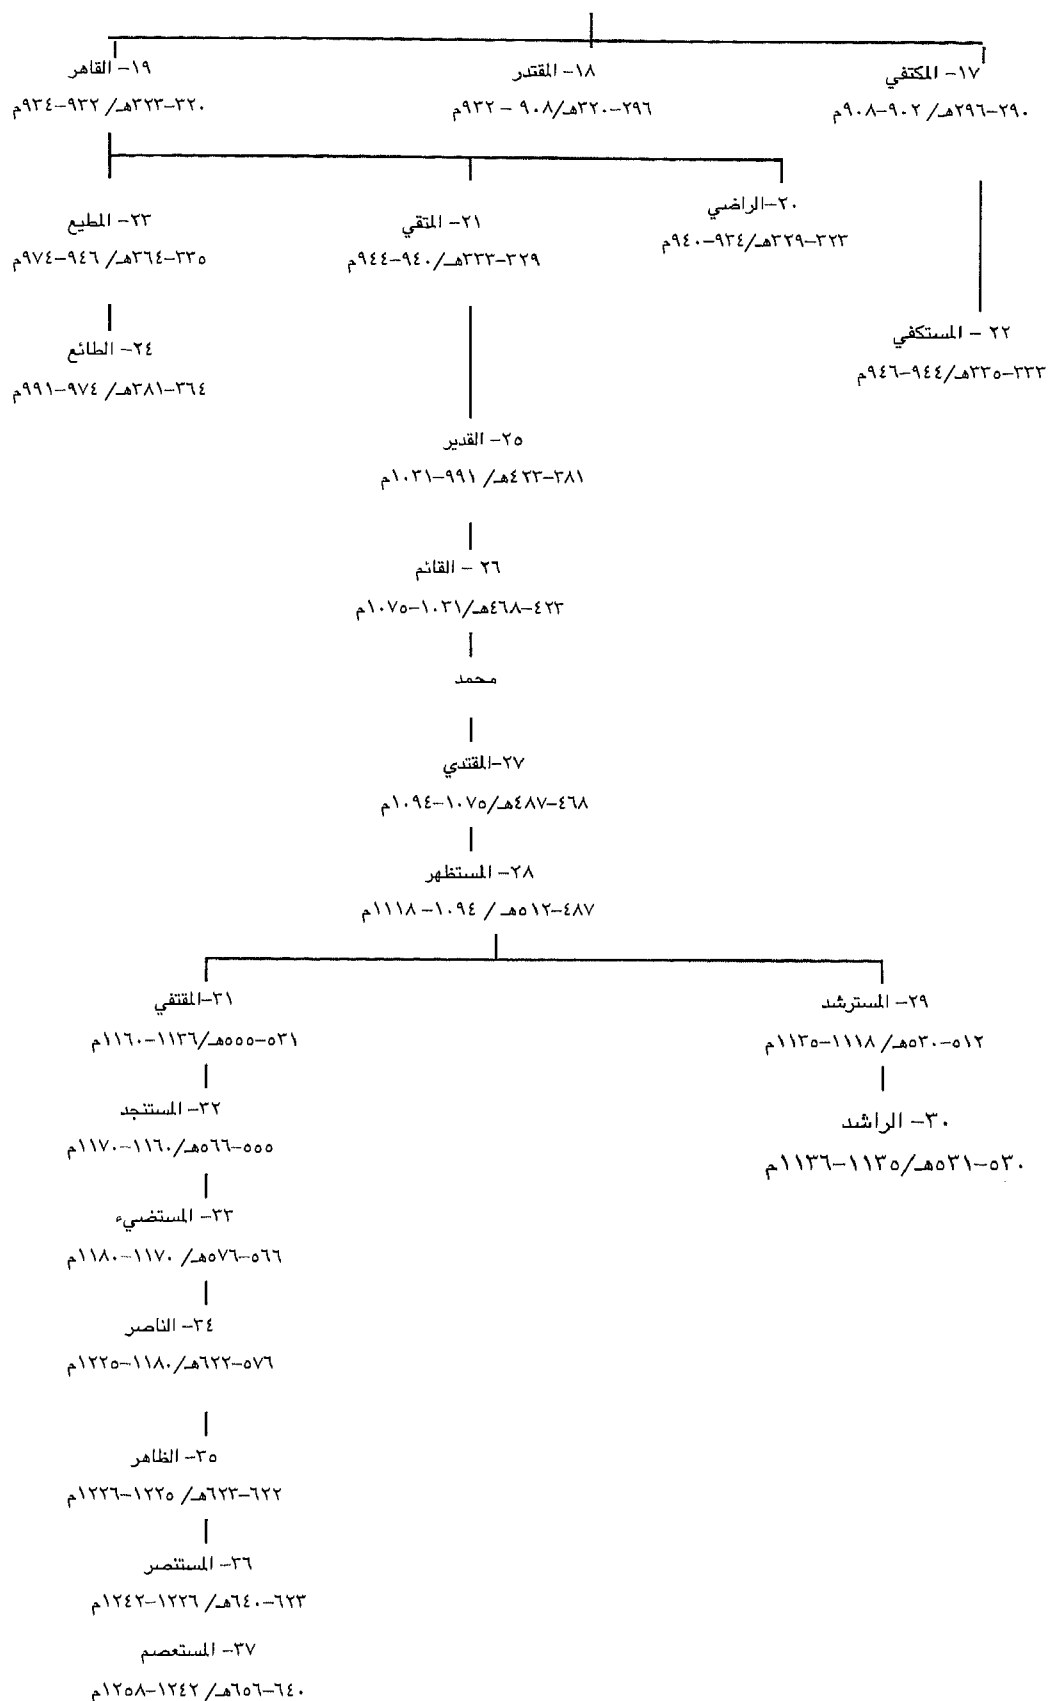 ١٧- المكتفي
٢٩٠-٢٩٦هـ/ ٩٠٢-٩٠٨م
١٨- المقتدر
٢٩٦-٣٢٠هـ/٩٠٨ – ٩٣٢م
١٩- القاهر
٣٢٠-٣٢٣هـ/ ٩٣٢-٩٣٤م
٢٠-الراضي
٣٢٣-٣٢٩هـ/٩٣٤-٩٤٠م
٢١- المتقي
٣٢٩-٣٣٣هـ/٩٤٠-٩٤٤م
٢٣- المطيع
٣٣٥-٣٦٤هـ/ ٩٤٦-٩٧٤م
٢٢ – المستكفي
٣٣٣-٣٣٥هـ/٩٤٤-٩٤٦م
٢٤- الطائع
٣٦٤-٣٨١هـ/ ٩٧٤-٩٩١م
٢٥- القدير
٣٨١-٤٢٣هـ/ ٩٩١-١٠٣١م
٢٦ – القائم
٤٢٣-٤٦٨هـ/١٠٣١-١٠٧٥م
محمد
٢٧-المقتدي
٤٦٨-٤٨٧هـ/١٠٧٥-١٠٩٤م
٢٨- المستظهر
٤٨٧-٥١٢هـ / ١٠٩٤-١١١٨م
٢٩- المسترشد
٥١٢-٥٣٠هـ/ ١١١٨-١١٣٥م
٣١-المقتفي
٥٣١-٥٥٥هـ/١١٣٦-١١٦٠م
٣٠- الراشد
٥٣٠-٥٣١هـ/١١٣٥-١١٣٦م
٣٢- المستنجد
٥٥٥-٥٦٦هـ/١١٦٠-١١٧٠م
٣٣- المستضيء
٥٦٦-٥٧٦هـ/ ١١٧٠-١١٨٠م
٣٤- الناصر
٥٧٦-٦٢٢هـ/١١٨٠-١٢٢٥م
٣٥- الظاهر
٦٢٢-٦٢٣هـ/ ١٢٢٥-١٢٢٦م
٣٦- المستنصر
٦٢٣-٦٤٠هـ/ ١٢٢٦-١٢٤٢م
٣٧- المستعصم
٦٤٠-٦٥٦هـ/ ١٢٤٢-١٢٥٨م